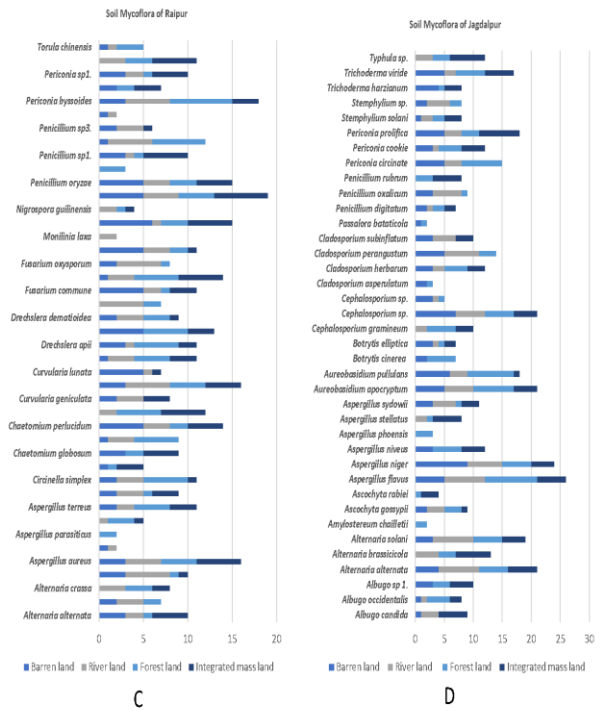 Soil Mycoflora of Raipur
Torula chinensis
Periconia sp1.
Periconia byssoides
Penicillium sp3.
Penicillium sp1.
Penicillium oryzae
Nigrospora guilinensis
Monilinia laxa
Fusarium oxysporum
Fusarium commune
Drechslera dematioidea
Drechslera apii
Curvularia lunata
Curvularia geniculata
Chaetomium perlucidum
Chaetomium globosum
Circinella simplex
Aspergillus terreus
Aspergillus parasiticus
Aspergillus aureus
Alternaria crassa
Alternaria alternata
0 5 10 15 20
Barren land River land Forest land Integrated mass land
C
Soil Mycoflora of Jagdalpur
Typhula sp.
Trichoderma viride
Trichoderma harzianum
Stemphylium sp.
Stemphylium solani
Periconia prolifica
Periconia cookie
Periconia circinate
Penicillium rubrum
Penicillium oxalicum
Penicillium digitatum
Passalora bataticola
Cladosporium subinflatum
Cladosporium perangustum
Cladosporium herbarum
Cladosporium asperulatum
Cephalosporium sp.
Cephalosporium sp.
Cephalosporium gramineum
Botrytis elliptica
Botrytis cinerea
Aureobasidium pullulans
Aureobasidium apocryptum
Aspergillus sydowii
Aspergillus stellatus
Aspergillus phoensis
Aspergillus niveus
Aspergillus niger
Aspergillus flavus
Ascochyta rabiei
Ascochyta gossypii
Amylostereum chailletii
Alternaria solani
Alternaria brassicicola
Alternaria alternata
Albugo sp 1.
Albugo occidentalis
Albugo candida
0 5 10 15 20 25 30
Barren land River land Forest land Integrated mass land
D